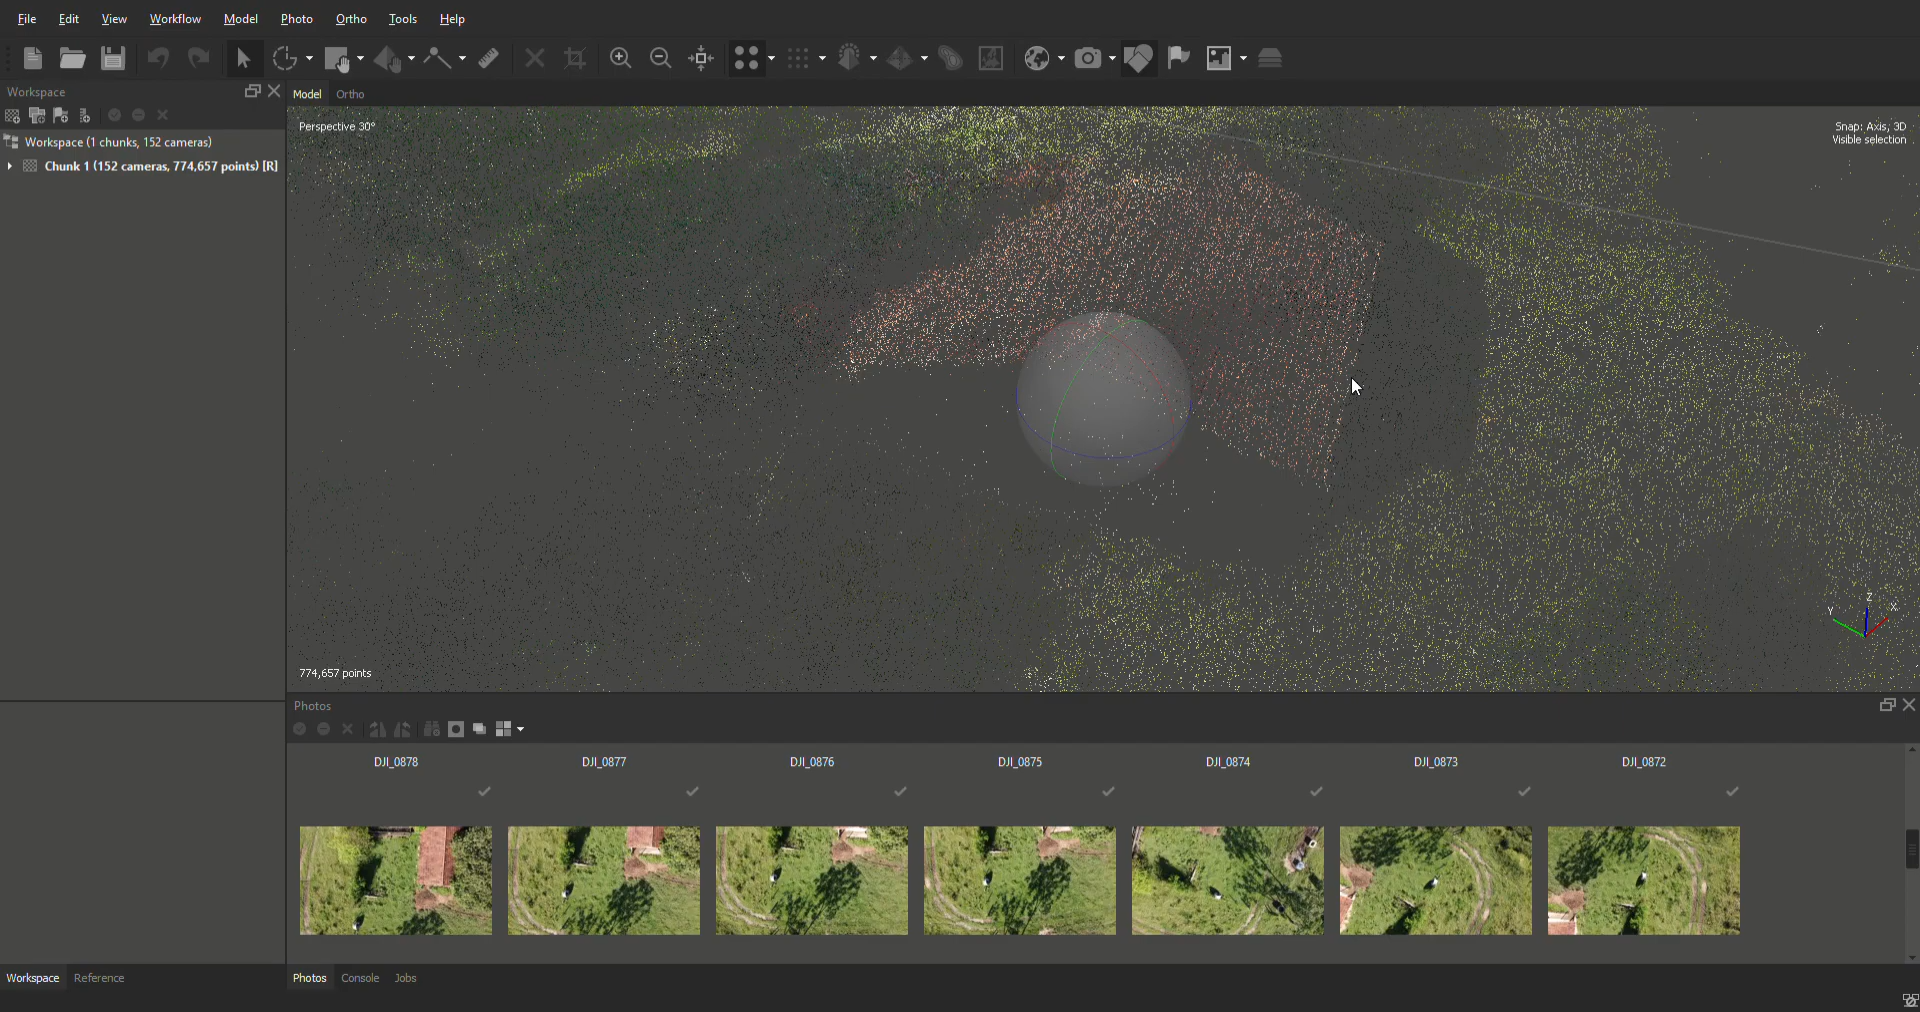 File Edit View Workflow Model Photo Ortho Tools Help
Workspace
Model Ortho
Perspective 30°
Snap: Axis, 3D
Visible selection
Workspace (1 chunks, 152 cameras)
Chunk 1 (152 cameras, 774,657 points) [R]
Z
Y X
774,657 points
Photos
DJI_0878 DJI_0877 DJI_0876 DJI_0875 DJI_0874 DJI_0873 DJI_0872
Workspace Reference Photos Console Jobs